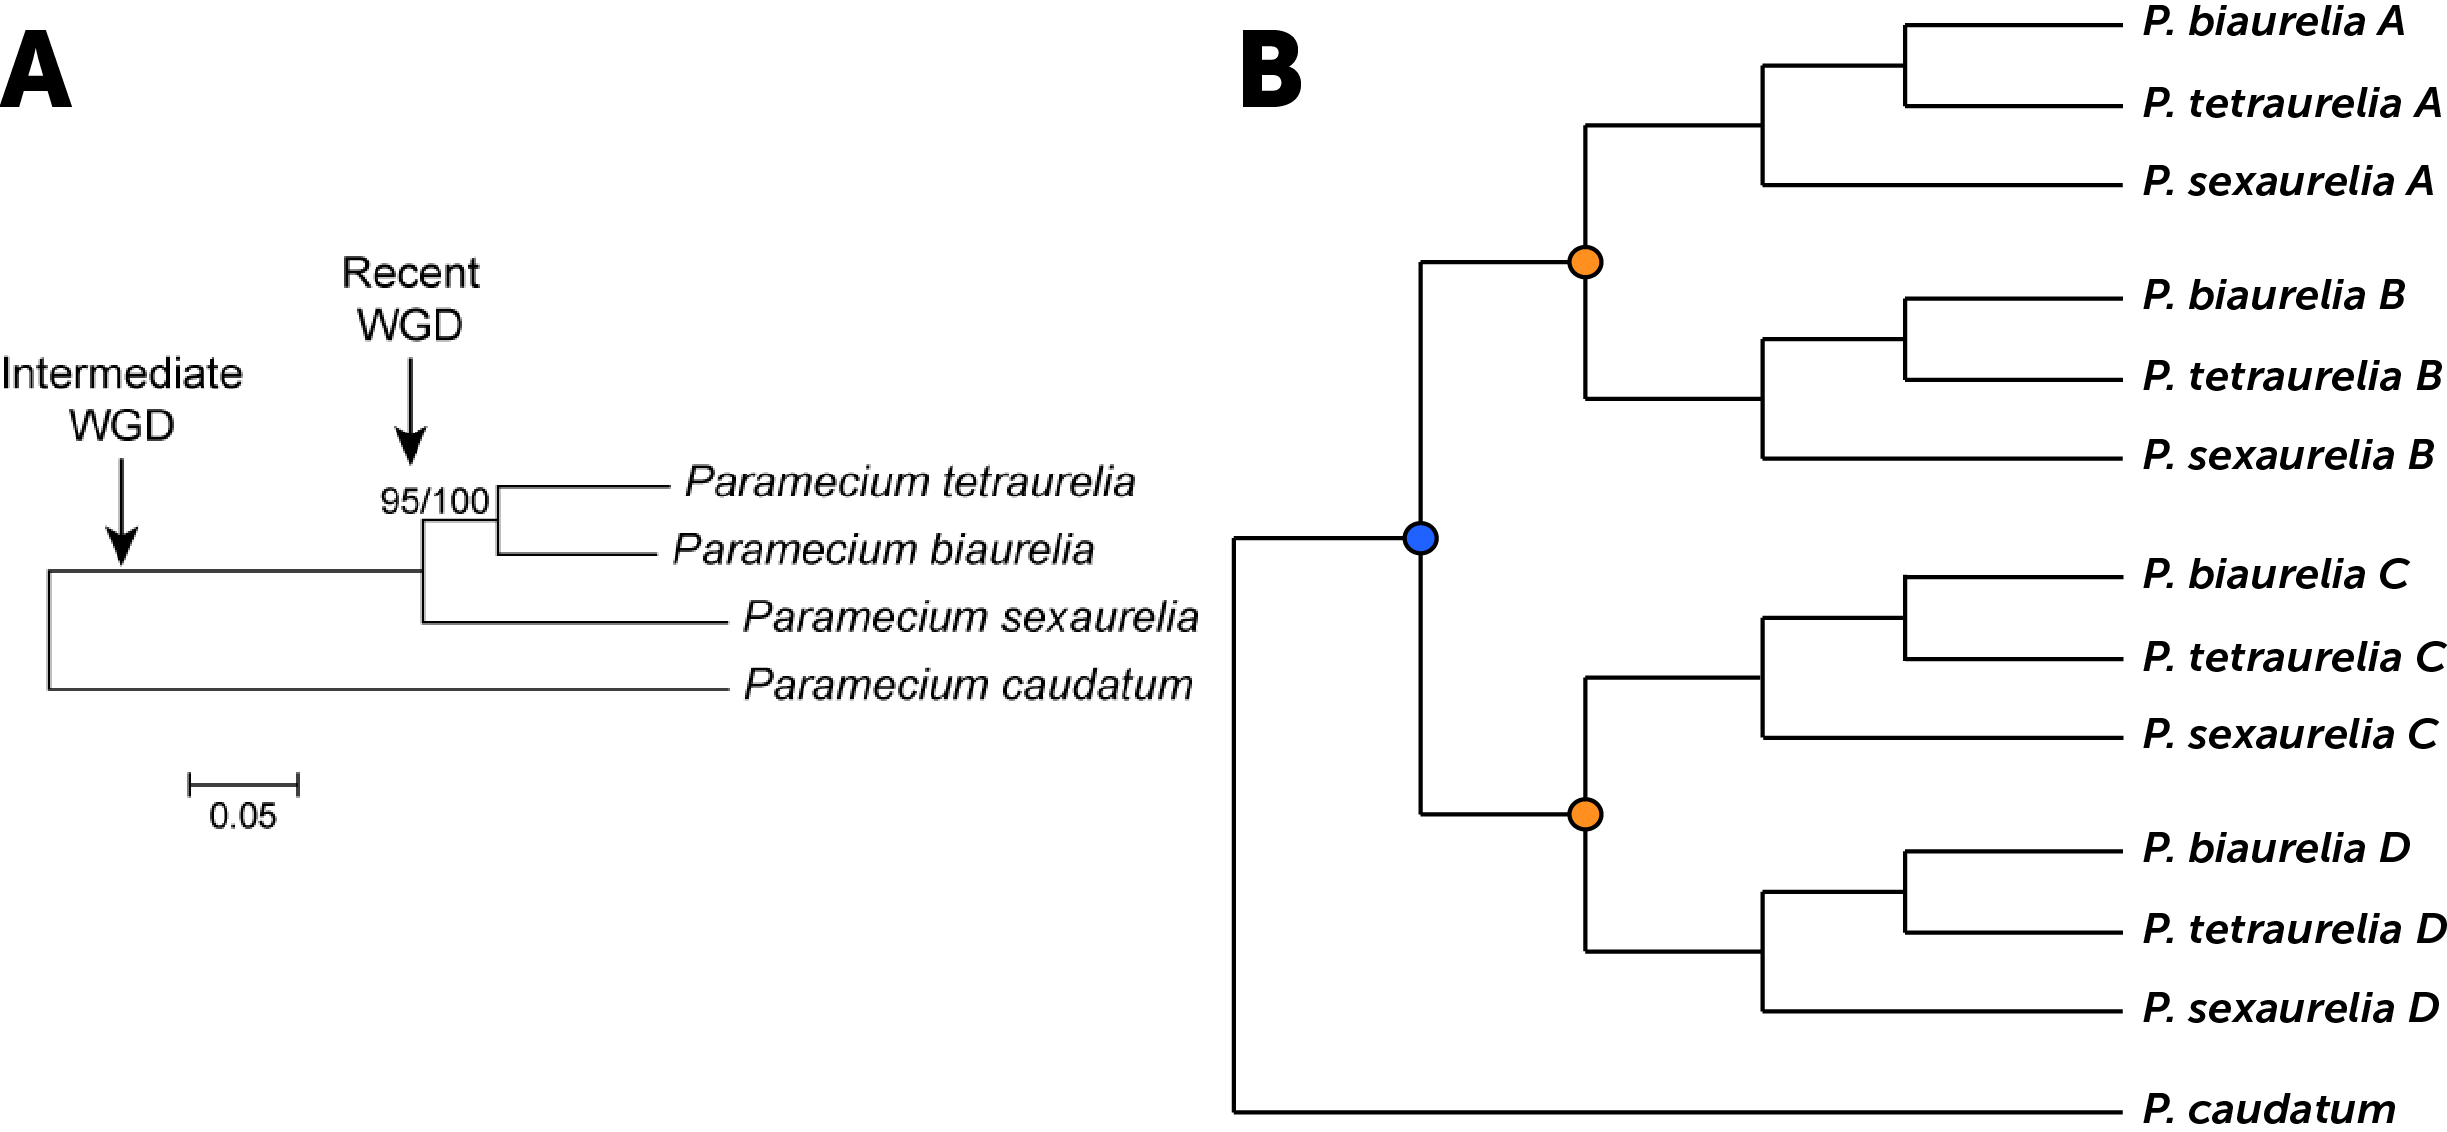 A
Recent
WGD
Intermediate
WGD
95/100
Paramecium tetraurelia
Paramecium biaurelia
Paramecium sexaurelia
Paramecium caudatum
0.05
B
P. biaurelia A
P. tetraurelia A
P. sexaurelia A
P. biaurelia B
P. tetraurelia B
P. sexaurelia B
P. biaurelia C
P. tetraurelia C
P. sexaurelia C
P. biaurelia D
P. tetraurelia D
P. sexaurelia D
P. caudatum